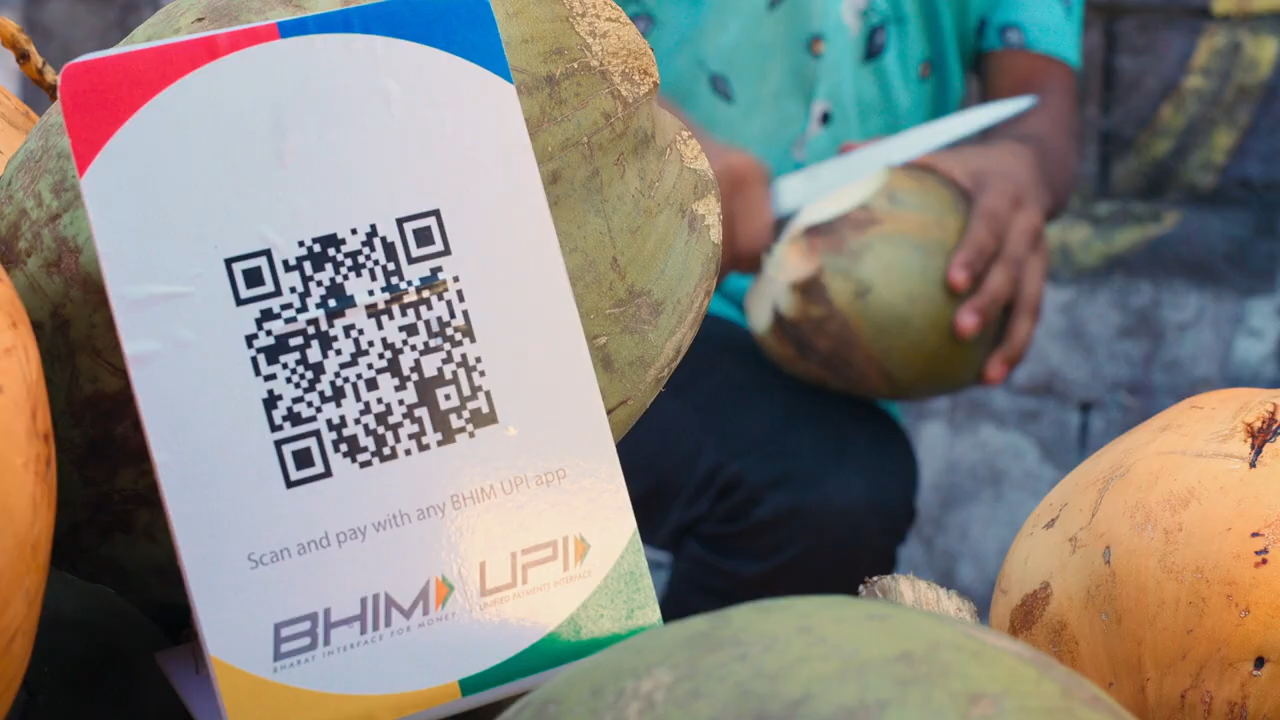 Scan and pay with any BHIM UPI app
BHIM
BHARAT INTERFACE FOR MONEY
UPI
UNIFIED PAYMENTS INTERFACE